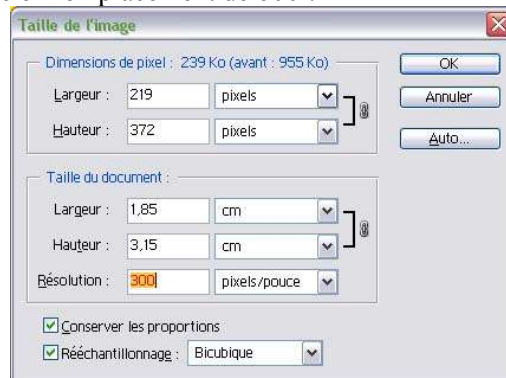 Taille de l'image
Dimensions de pixel : 239 Ko (avant : 955 Ko)
OK
Largeur : 219 pixels
Annuler
Hauteur : 372 pixels
Auto...
Taille du document :
Largeur : 1,85 cm
Hauteur : 3,15 cm
Résolution : 300 pixels/pouce
Conserver les proportions
Rééchantillonnage : Bicubique